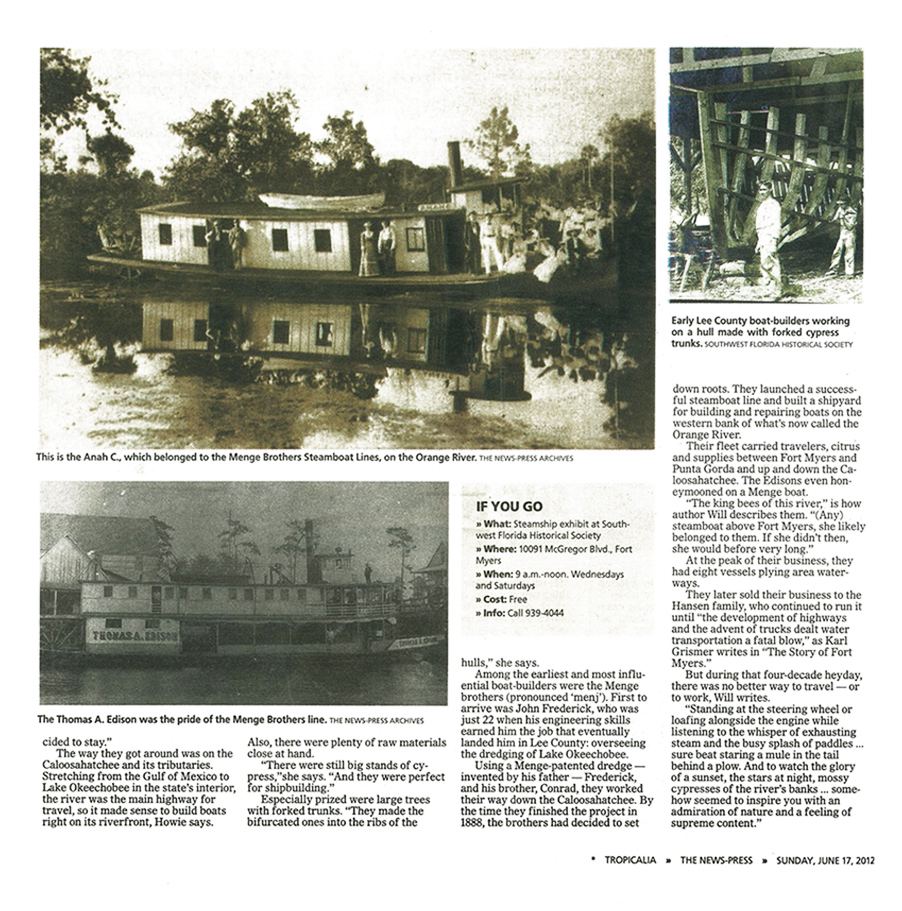 ANAH C.
Early Lee County boat-builders working
on a hull made with forked cypress
trunks. SOUTHWEST FLORIDA HISTORICAL SOCIETY
This is the Anah C., which belonged to the Menge Brothers Steamboat Lines, on the Orange River. THE NEWS-PRESS ARCHIVES
THOMAS A. EDISON
THOMAS A. EDISON
The Thomas A. Edison was the pride of the Menge Brothers line. THE NEWS-PRESS ARCHIVES
IF YOU GO
» What: Steamship exhibit at South-
west Florida Historical Society
» Where: 10091 McGregor Blvd., Fort
Myers
» When: 9 a.m.-noon. Wednesdays
and Saturdays
» Cost: Free
» Info: Call 939-4044
cided to stay.”
The way they got around was on the
Caloosahatchee and its tributaries.
Stretching from the Gulf of Mexico to
Lake Okeechobee in the state’s interior,
the river was the main highway for
travel, so it made sense to build boats
right on its riverfront, Howie says.
Also, there were plenty of raw materials
close at hand.
“There were still big stands of cy-
press,”she says. “And they were perfect
for shipbuilding.”
Especially prized were large trees
with forked trunks. “They made the
bifurcated ones into the ribs of the
hulls,” she says.
Among the earliest and most influ-
ential boat-builders were the Menge
brothers (pronounced ‘menj’). First to
arrive was John Frederick, who was
just 22 when his engineering skills
earned him the job that eventually
landed him in Lee County: overseeing
the dredging of Lake Okeechobee.
Using a Menge-patented dredge —
invented by his father — Frederick,
and his brother, Conrad, they worked
their way down the Caloosahatchee. By
the time they finished the project in
1888, the brothers had decided to set
down roots. They launched a success-
ful steamboat line and built a shipyard
for building and repairing boats on the
western bank of what’s now called the
Orange River.
Their fleet carried travelers, citrus
and supplies between Fort Myers and
Punta Gorda and up and down the Ca-
loosahatchee. The Edisons even hon-
eymooned on a Menge boat.
“The king bees of this river,” is how
author Will describes them. “(Any)
steamboat above Fort Myers, she likely
belonged to them. If she didn’t then,
she would before very long.”
At the peak of their business, they
had eight vessels plying area water-
ways.
They later sold their business to the
Hansen family, who continued to run it
until “the development of highways
and the advent of trucks dealt water
transportation a fatal blow,” as Karl
Grismer writes in “The Story of Fort
Myers.”
But during that four-decade heyday,
there was no better way to travel — or
to work, Will writes.
“Standing at the steering wheel or
loafing alongside the engine while
listening to the whisper of exhausting
steam and the busy splash of paddles ...
sure beat staring a mule in the tail
behind a plow. And to watch the glory
of a sunset, the stars at night, mossy
cypresses of the river’s banks ... some-
how seemed to inspire you with an
admiration of nature and a feeling of
supreme content.”
* TROPICALIA » THE NEWS-PRESS » SUNDAY, JUNE 17, 2012